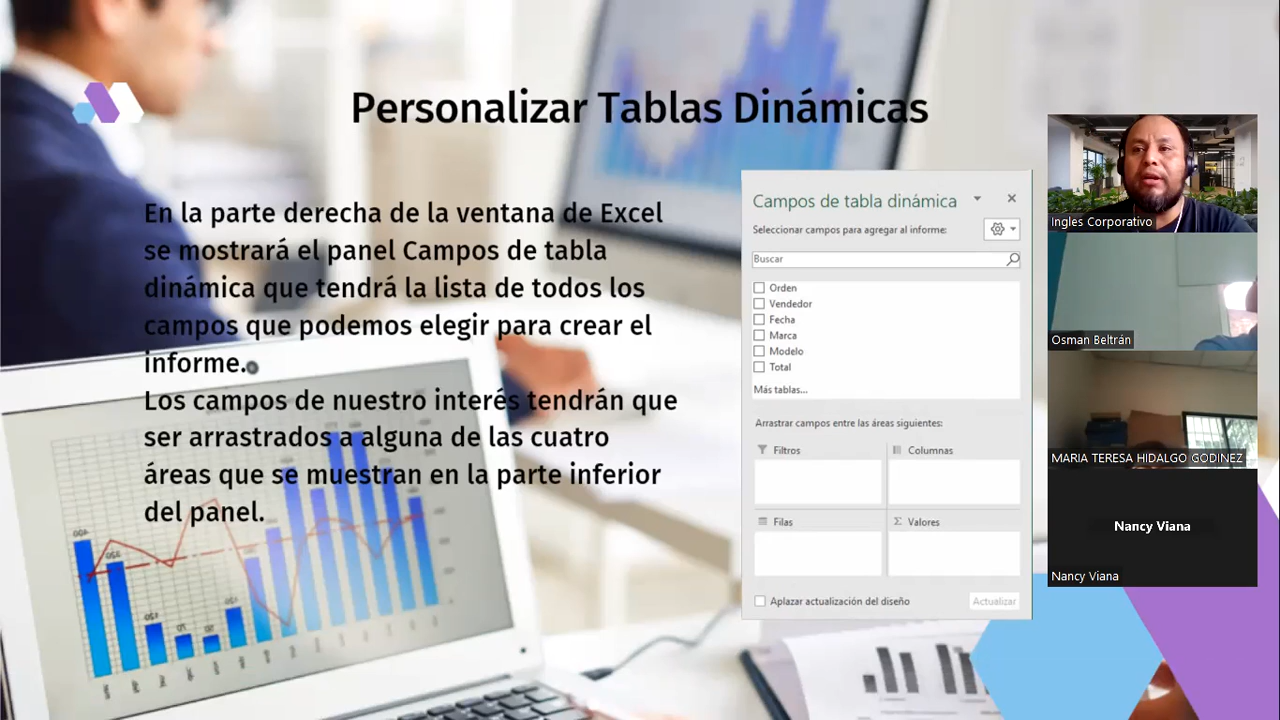 Personalizar Tablas Dinámicas
En la parte derecha de la ventana de Excel
se mostrará el panel Campos de tabla
dinámica que tendrá la lista de todos los
campos que podemos elegir para crear el
informe.
Los campos de nuestro interés tendrán que
ser arrastrados a alguna de las cuatro
áreas que se muestran en la parte inferior
del panel.
Campos de tabla dinámica
Seleccionar campos para agregar al informe:
Buscar
Orden
Vendedor
Fecha
Marca
Modelo
Total
Más tablas...
Arrastrar campos entre las áreas siguientes:
Filtros
Columnas
Filas
Σ Valores
Aplazar actualización del diseño
Actualizar
Ingles Corporativo
Osman Beltrán
MARIA TERESA HIDALGO GODINEZ
Nancy Viana
Nancy Viana